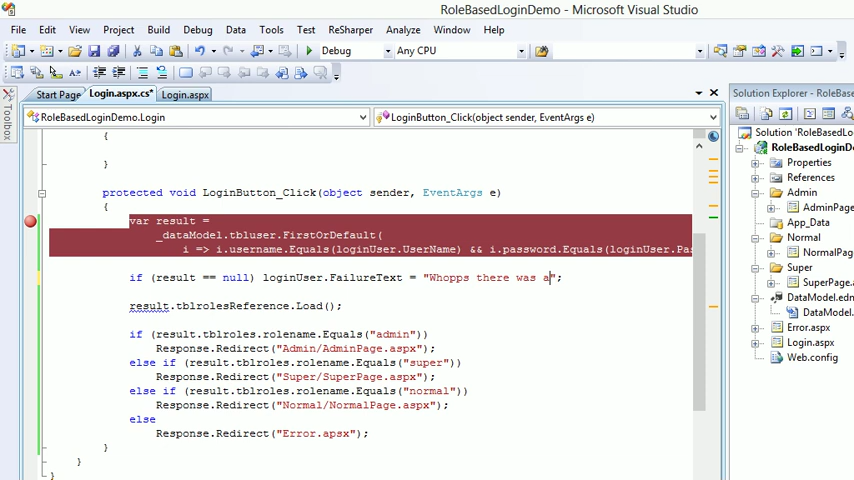 RoleBasedLoginDemo - Microsoft Visual Studio
File Edit View Project Build Debug Data Tools Test ReSharper Analyze Window Help
Debug Any CPU
Start Page Login.aspx.cs* Login.aspx
Solution Explorer - RoleBase
Toolbox
RoleBasedLoginDemo.Login LoginButton_Click(object sender, EventArgs e)
Solution 'RoleBasedLo
RoleBasedLoginD
Properties
References
Admin
AdminPage
App_Data
Normal
NormalPag
Super
SuperPage.a
DataModel.edn
DataModel.
Error.aspx
Login.aspx
Web.config
{
}
protected void LoginButton_Click(object sender, EventArgs e)
{
var result =
_dataModel.tbluser.FirstOrDefault(
i => i.username.Equals(loginUser.UserName) && i.password.Equals(loginUser.Pas
if (result == null) loginUser.FailureText = "Whopps there was a";
result.tblrolesReference.Load();
if (result.tblroles.rolename.Equals("admin"))
Response.Redirect("Admin/AdminPage.aspx");
else if (result.tblroles.rolename.Equals("super"))
Response.Redirect("Super/SuperPage.aspx");
else if (result.tblroles.rolename.Equals("normal"))
Response.Redirect("Normal/NormalPage.aspx");
else
Response.Redirect("Error.apsx");
}
}
}